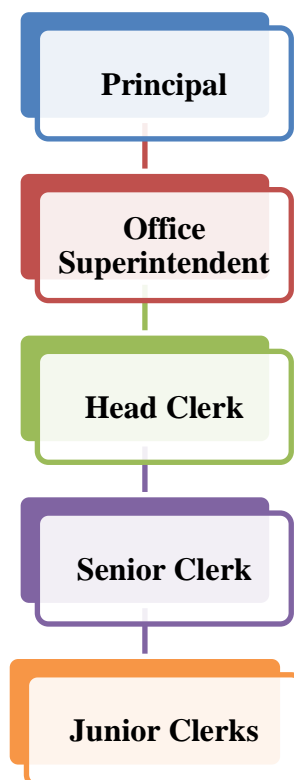 Principal
Office
Superintendent
Head Clerk
Senior Clerk
Junior Clerks